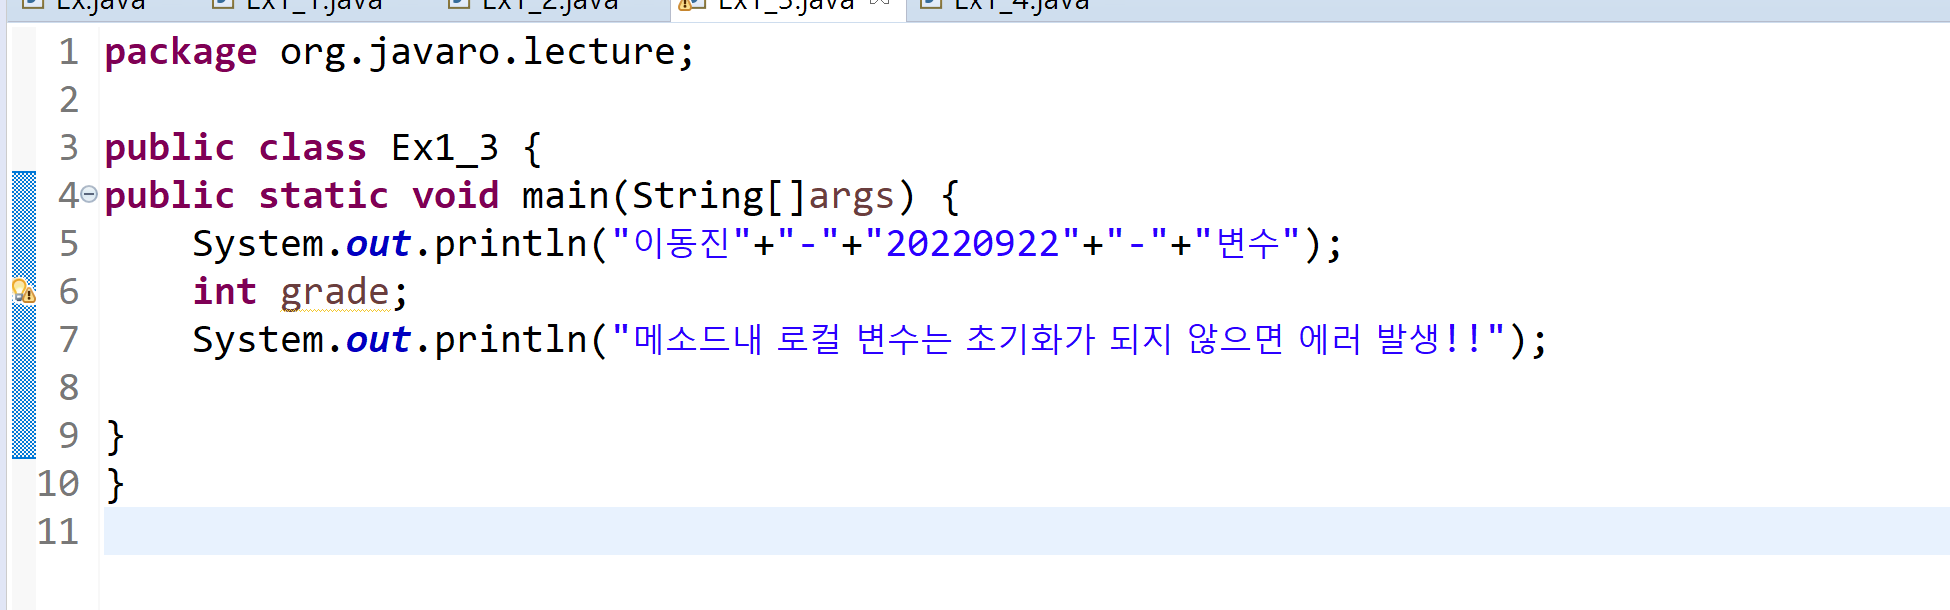 Ex.java Ex1_1.java Ex1_2.java Ex1_3.java Ex1_4.java
1 package org.javaro.lecture;
2
3 public class Ex1_3 {
4 public static void main(String[]args) {
5 System.out.println("이동진"+"-"+"20220922"+"-"+"변수");
6 int grade;
7 System.out.println("메소드내 로컬 변수는 초기화가 되지 않으면 에러 발생!!");
8
9 }
10 }
11